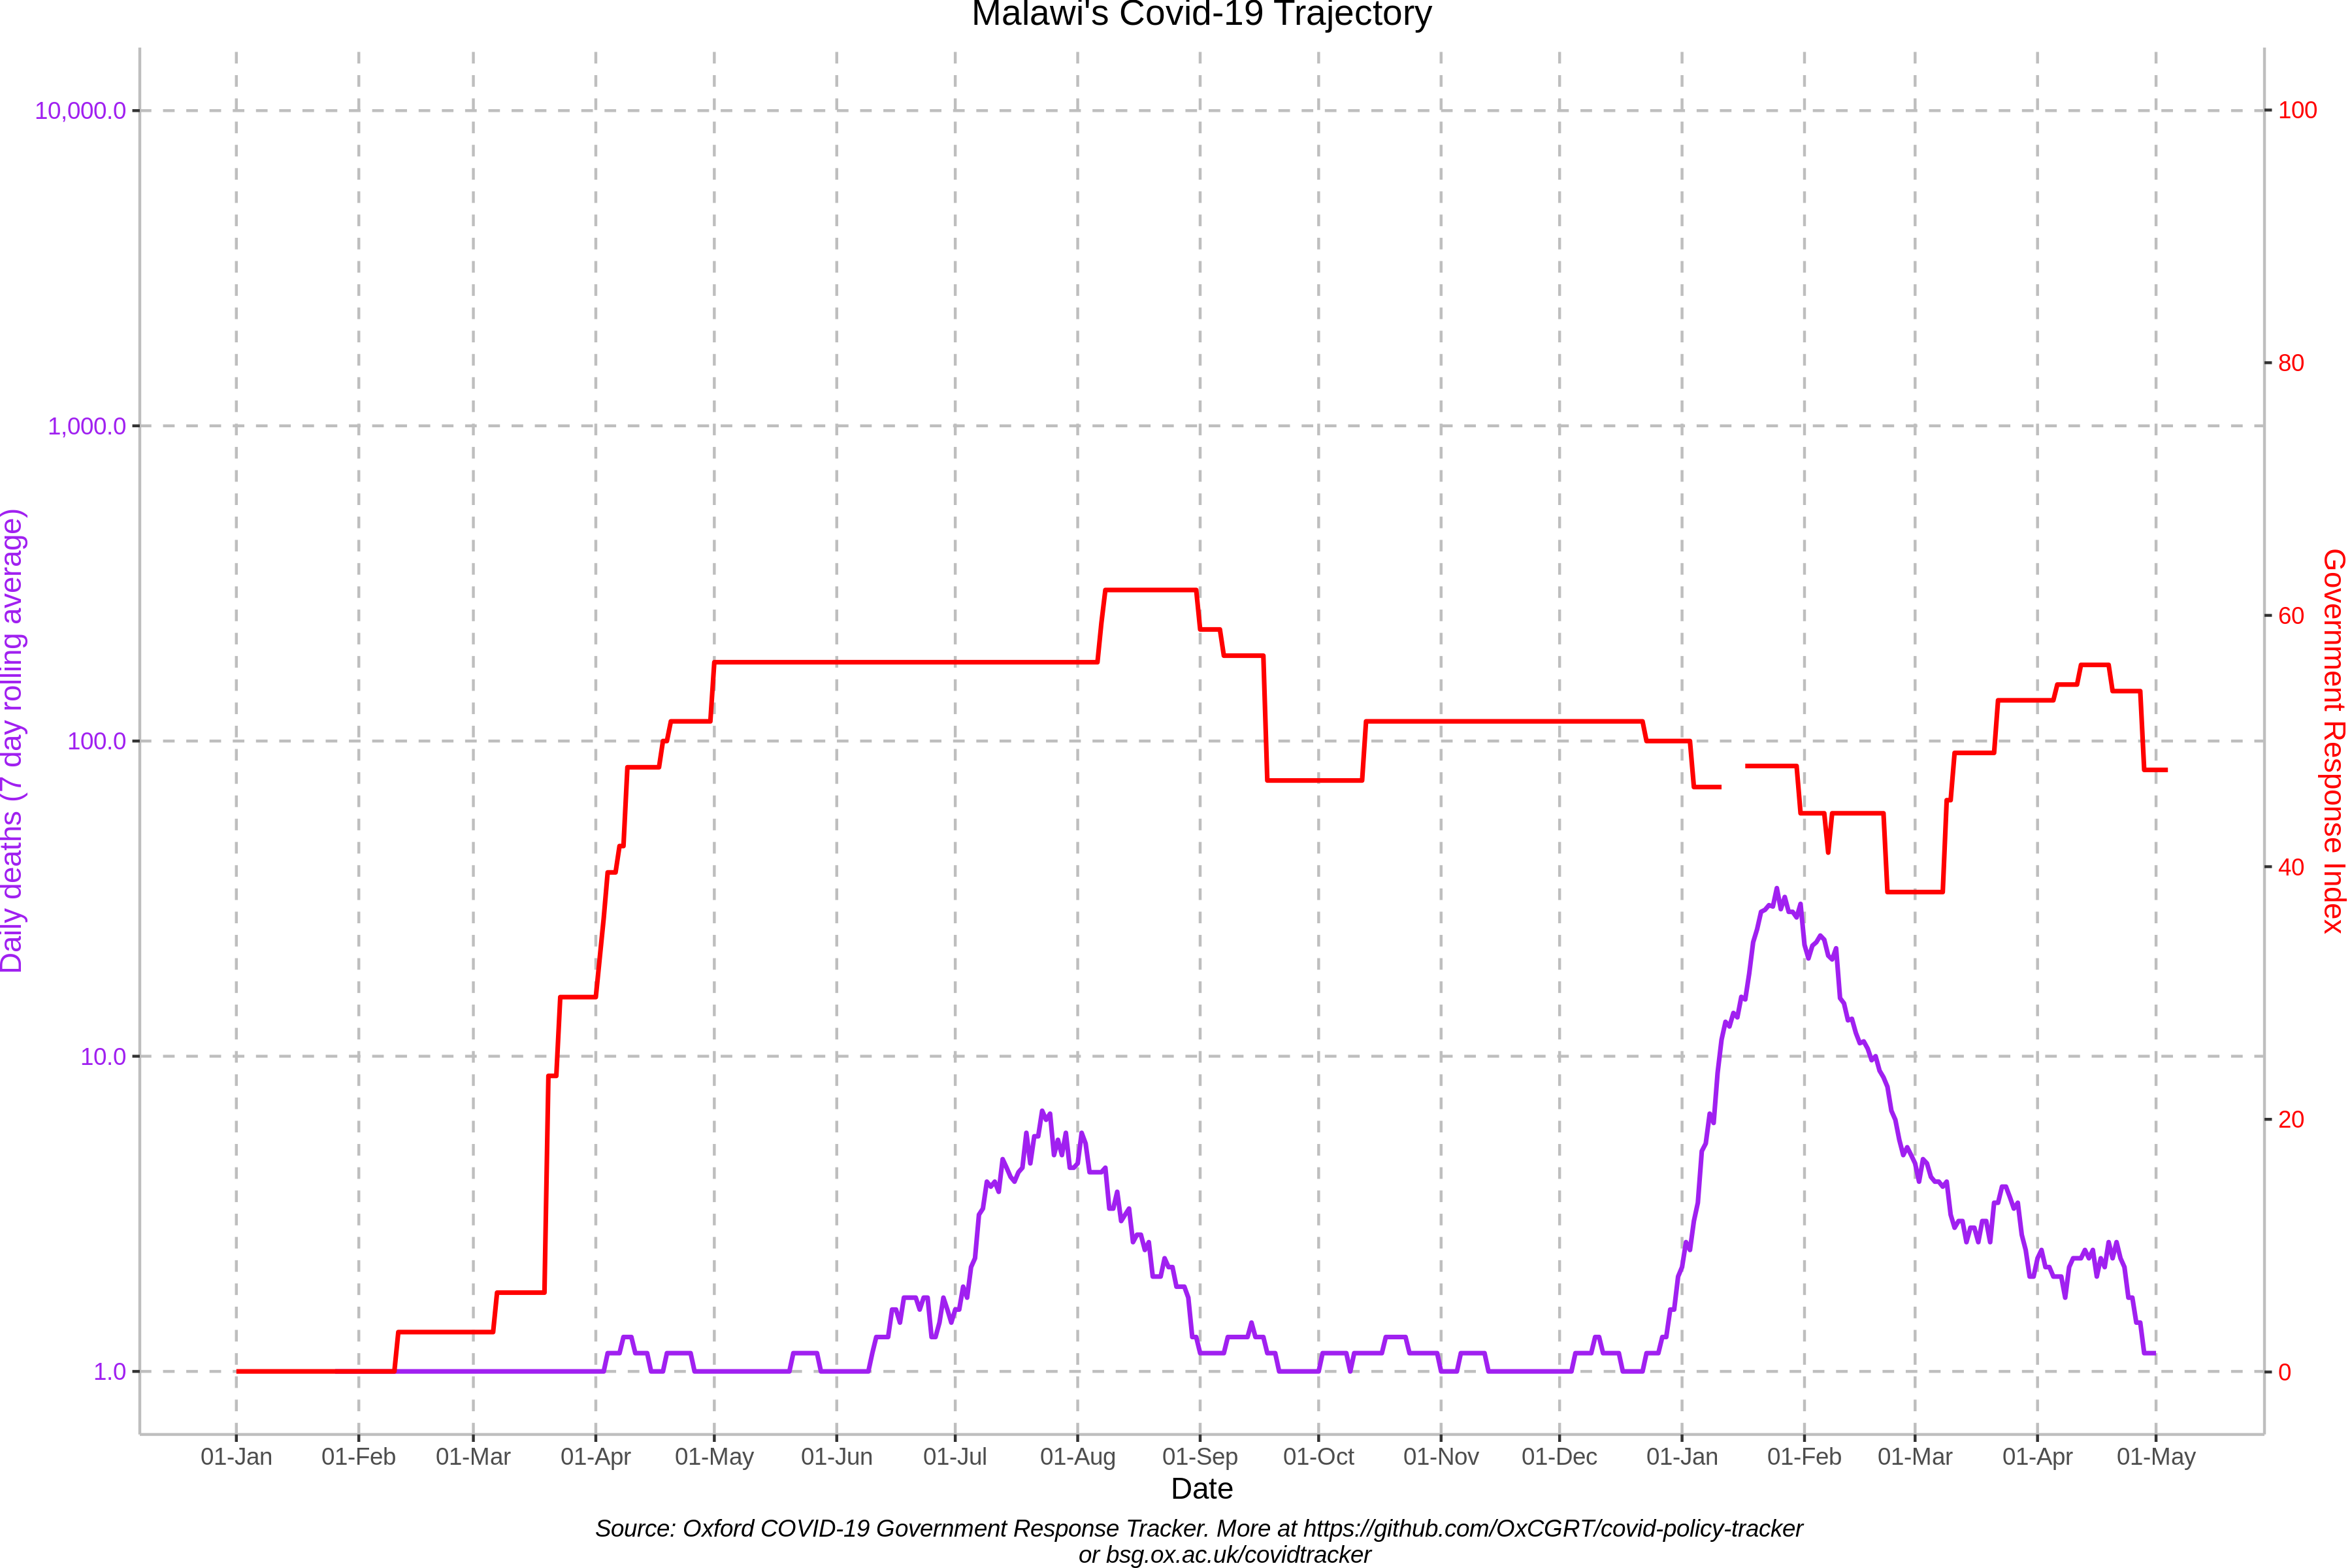 Malawi's Covid-19 Trajectory
10,000.0
1,000.0
100.0
10.0
1.0
Daily deaths (7 day rolling average)
100
80
60
40
20
0
Government Response Index
01-Jan 01-Feb 01-Mar 01-Apr 01-May 01-Jun 01-Jul 01-Aug 01-Sep 01-Oct 01-Nov 01-Dec 01-Jan 01-Feb 01-Mar 01-Apr 01-May
Date
Source: Oxford COVID-19 Government Response Tracker. More at https://github.com/OxCGRT/covid-policy-tracker
or bsg.ox.ac.uk/covidtracker